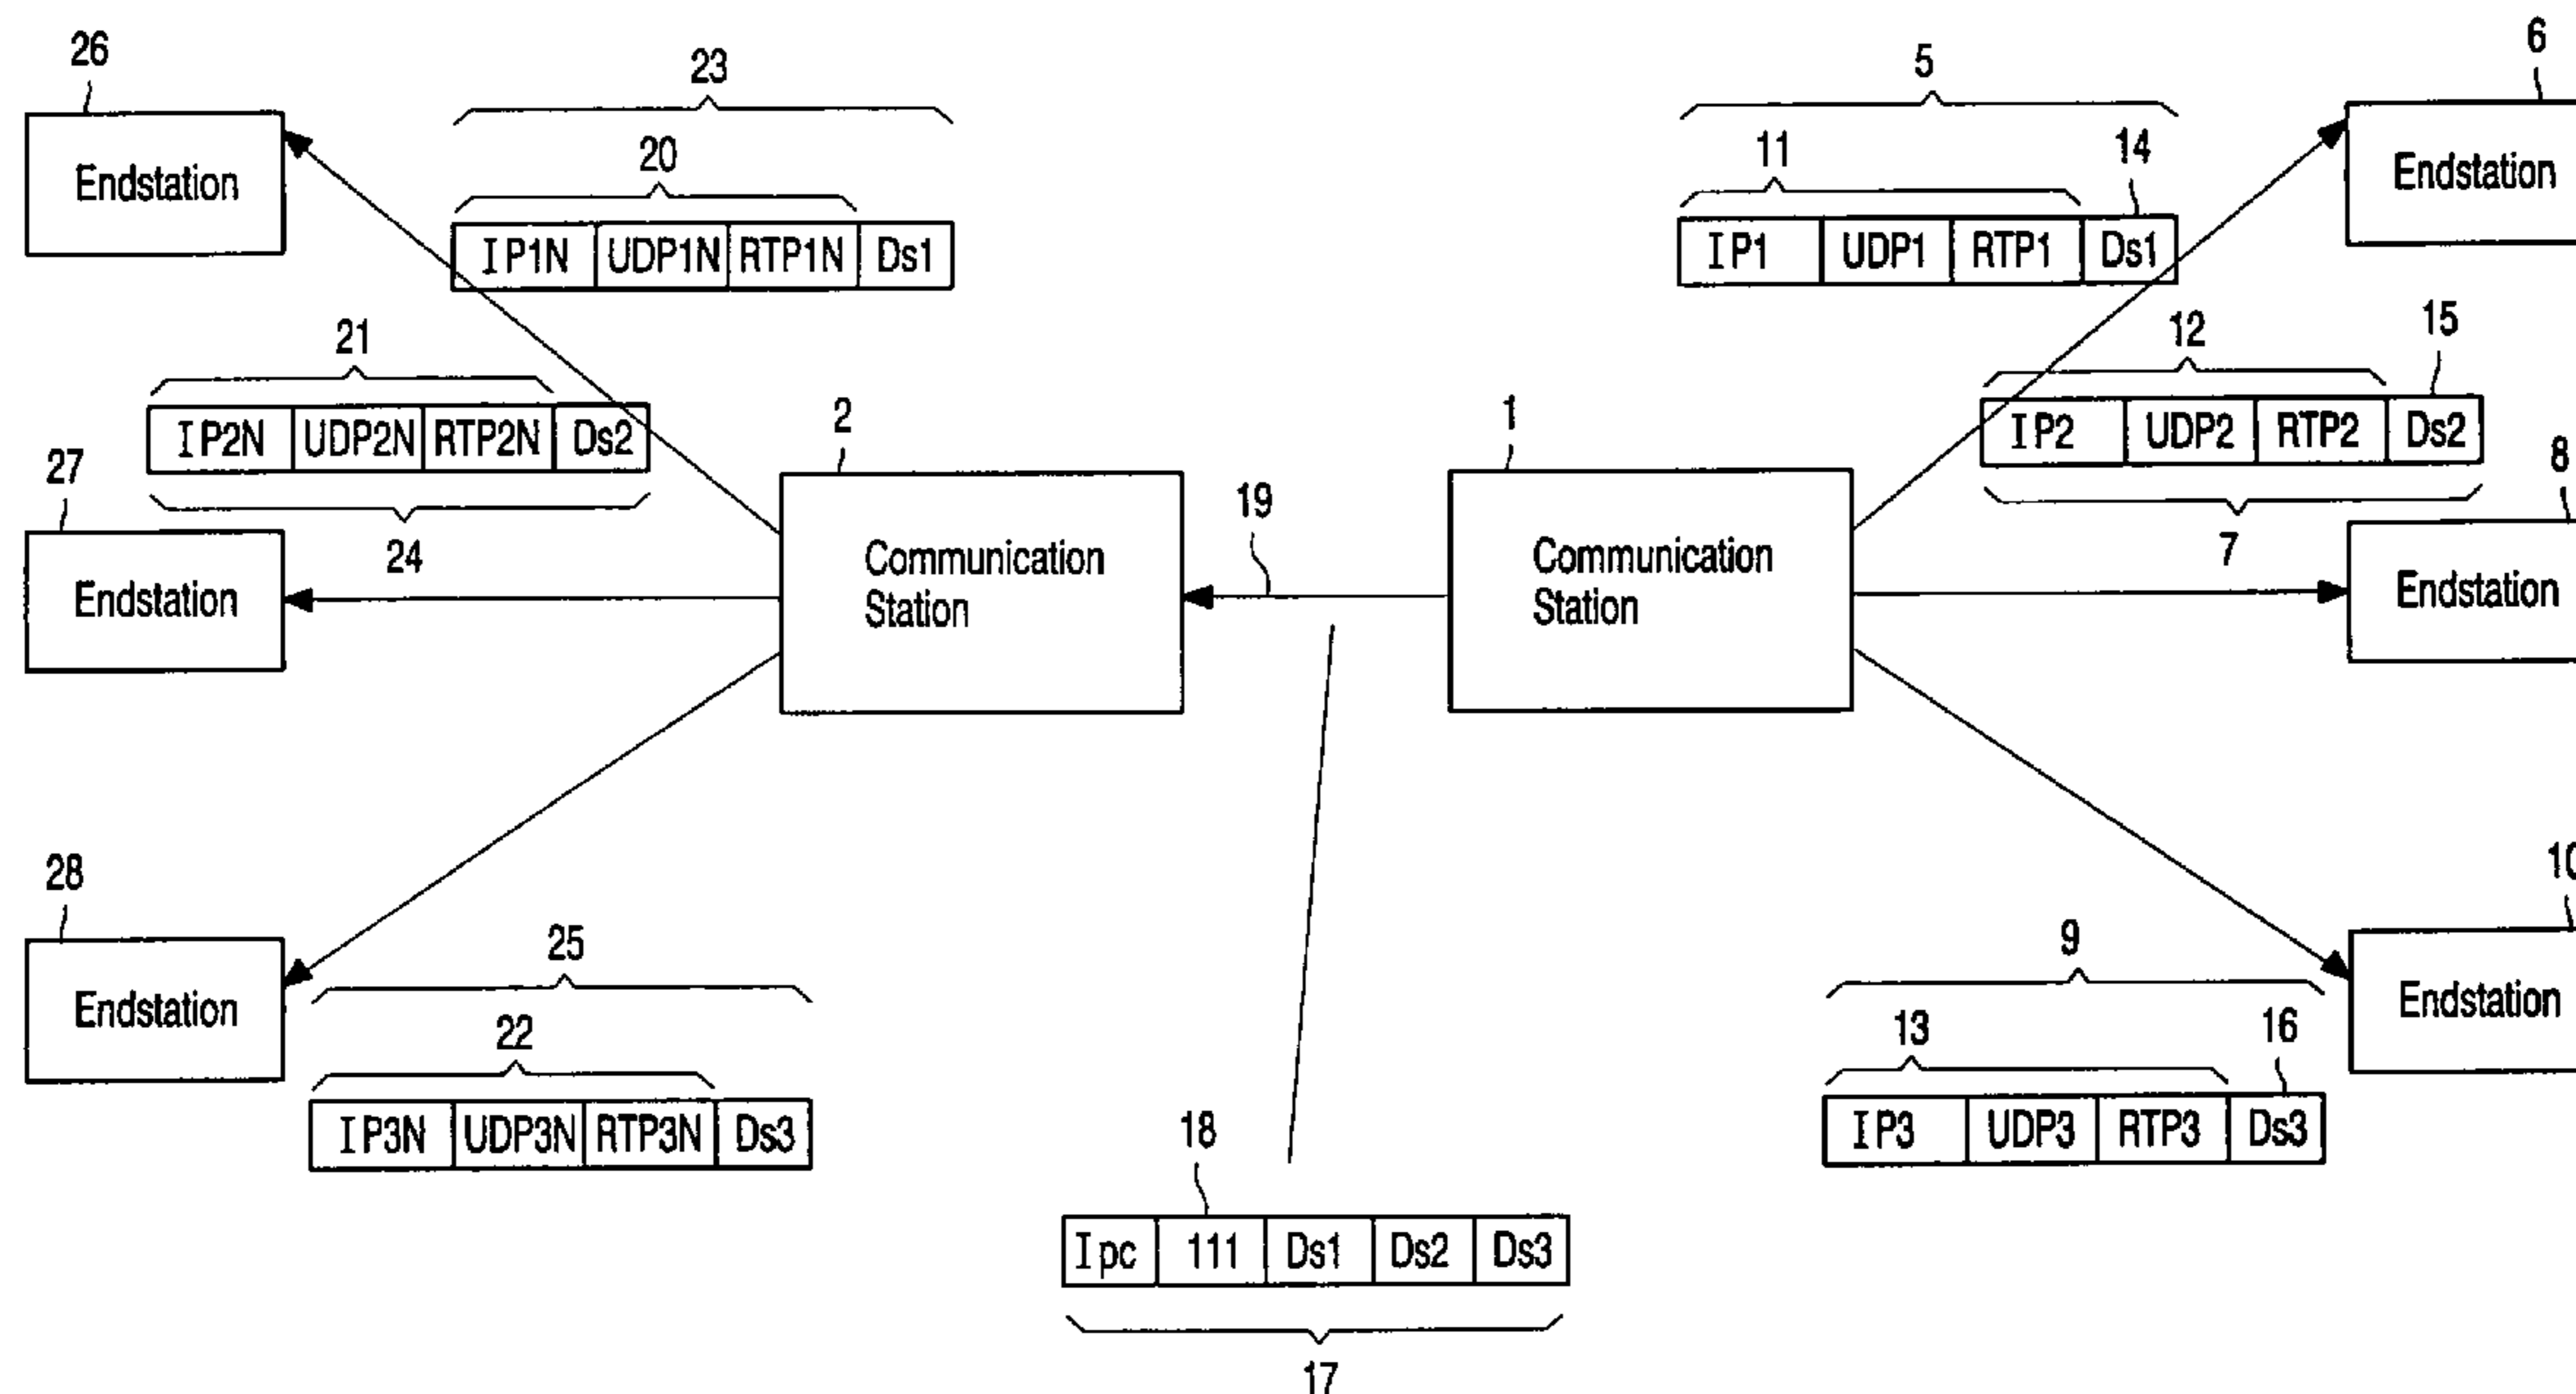 26
23
5
6
20
11
14
Endstation
Endstation
IP1N UDP1N RTP1N Ds1
IP1 UDP1 RTP1 Ds1
21
12
15
IP2N UDP2N RTP2N Ds2
2
1
IP2 UDP2 RTP2 Ds2
27
19
8
24
7
Communication
Station
Communication
Station
Endstation
Endstation
28
10
25
9
22
13
16
Endstation
Endstation
IP3N UDP3N RTP3N Ds3
IP3 UDP3 RTP3 Ds3
18
Ipc 111 Ds1 Ds2 Ds3
17